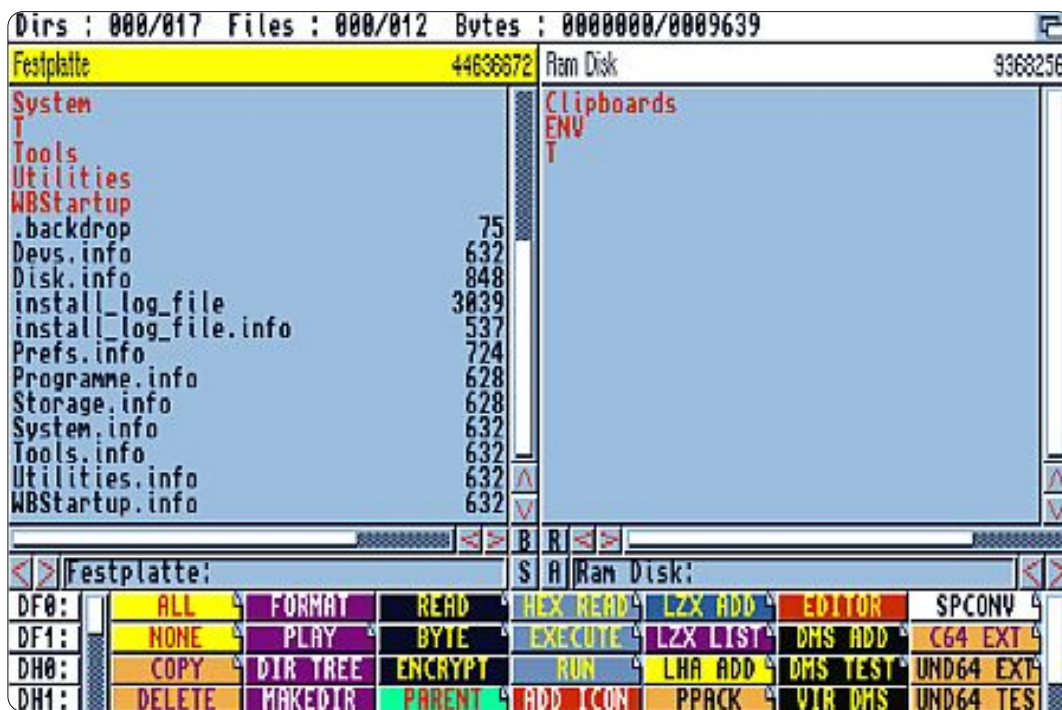 Dirs : 000/017 Files : 000/012 Bytes : 0000000/0009639
Festplatte 44636672
Ram Disk 9368256
System
T
Tools
Utilities
WBStartup
.backdrop 75
Devs.info 632
Disk.info 848
install_log_file 3039
install_log_file.info 537
Prefs.info 724
Programme.info 628
Storage.info 628
System.info 632
Tools.info 632
Utilities.info 632
WBStartup.info 632
Clipboards
ENV
T
B R
< > Festplatte: S A Ram Disk: < >
DF0: ALL FORMAT READ HEX READ LZX ADD EDITOR SPCONV
DF1: NONE PLAY BYTE EXECUTE LZX LIST DMS ADD C64 EXT
DH0: COPY DIR TREE ENCRYPT RUN LHA ADD DMS TEST UND64 EXT
DH1: DELETE MAKEDIR PARENT ADD ICON PPACK VIR DMS UND64 TES